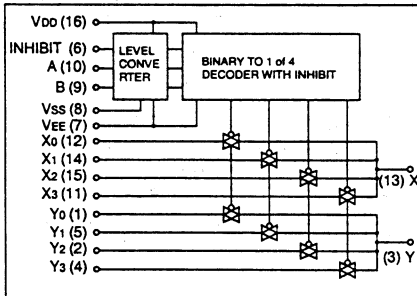 VDD (16)
INHIBIT (6)
A (10)
B (9)
VSS (8)
VEE (7)
LEVEL
CONVE
RTER
BINARY TO 1 of 4
DECODER WITH INHIBIT
X0 (12)
X1 (14)
X2 (15)
X3 (11)
Y0 (1)
Y1 (5)
Y2 (2)
Y3 (4)
(13) X
(3) Y